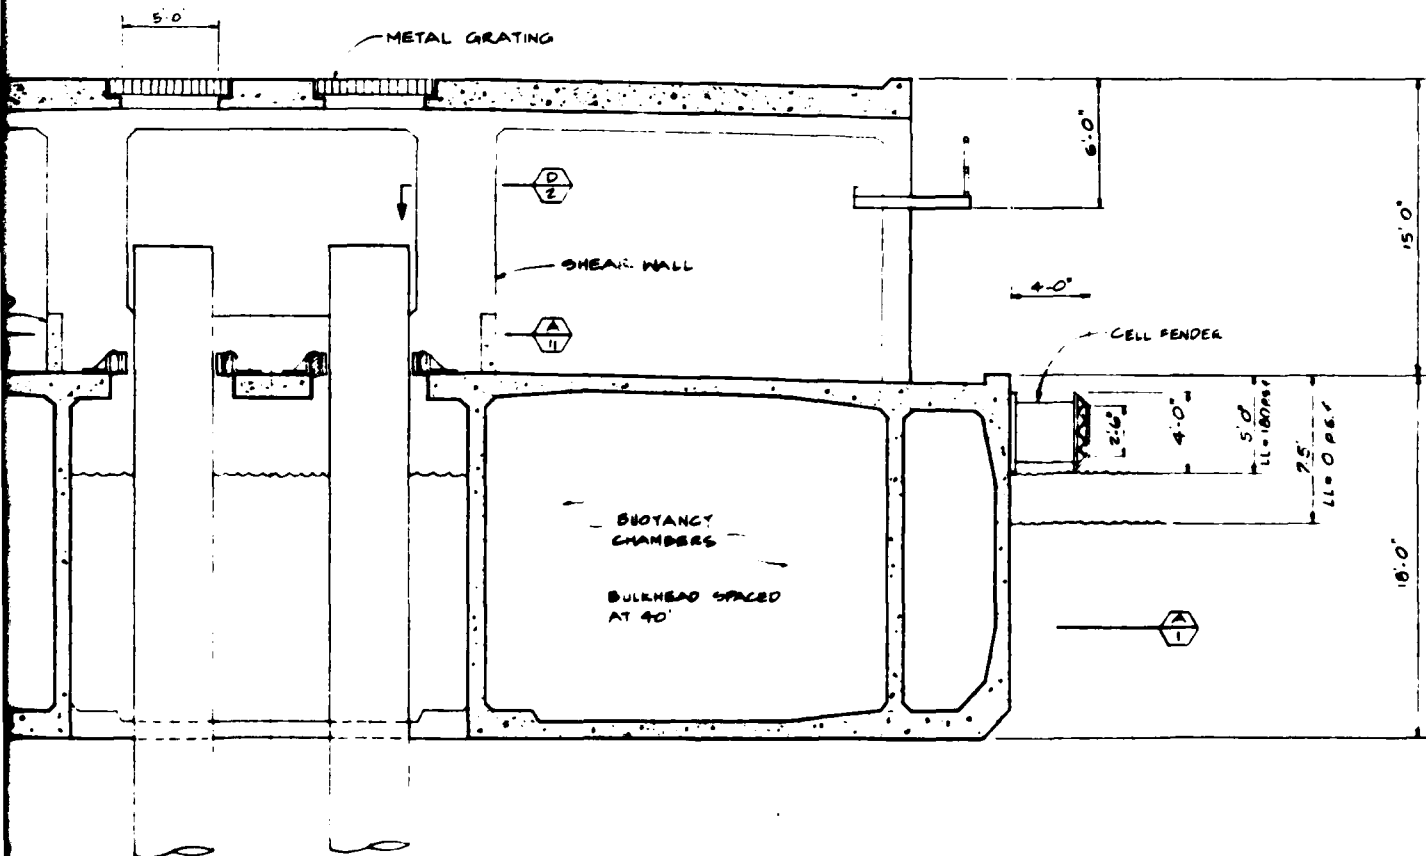 5'-0"
METAL GRATING
6'-0"
15'-0"
D
2
SHEAR WALL
4'-0"
A
11
CELL FENDER
2'-6"
4'-0"
5'-0"
LL = 180 PSF
7.5'
LL = 0 P.S.F
BUOYANCY
CHAMBERS
BULKHEAD SPACED
AT 40'
18'-0"
A
1